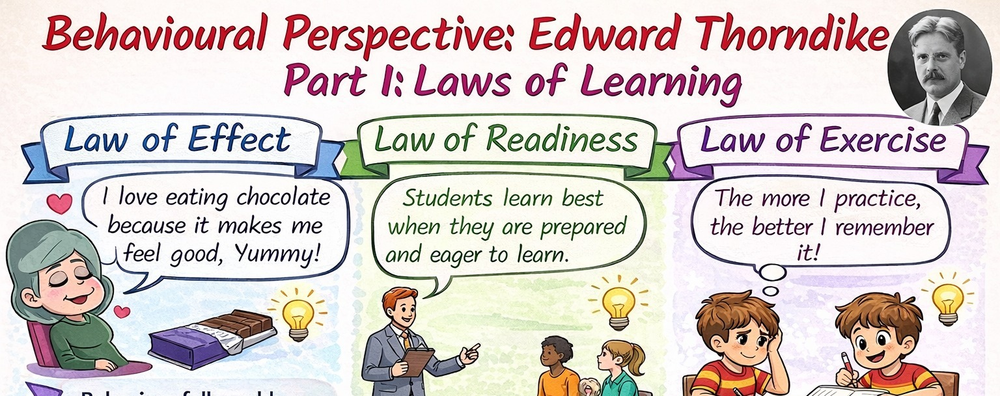 Behavioural Perspective: Edward Thorndike
Part I: Laws of Learning
Law of Effect
I love eating chocolate
because it makes me
feel good, Yummy!
Law of Readiness
Students learn best
when they are prepared
and eager to learn.
Law of Exercise
The more I practice,
the better I remember
it!